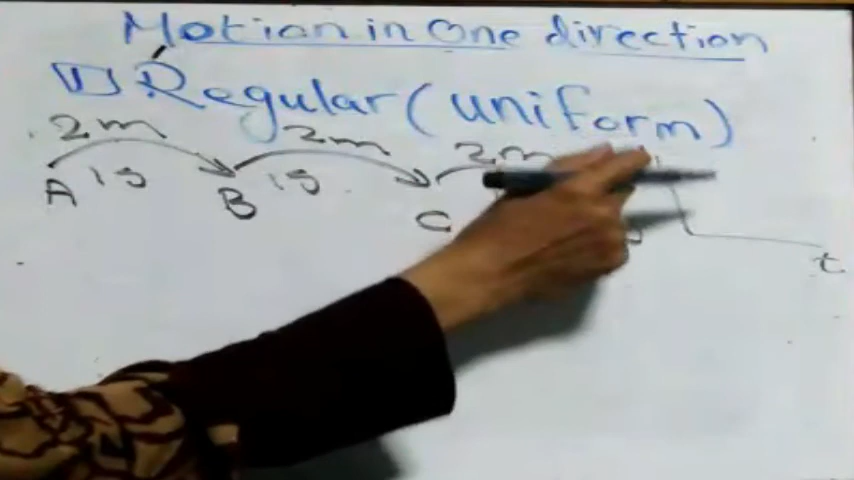 Motion in One direction
1 Regular (uniform)
2m 2m 2m
A 1s B 1s C
t